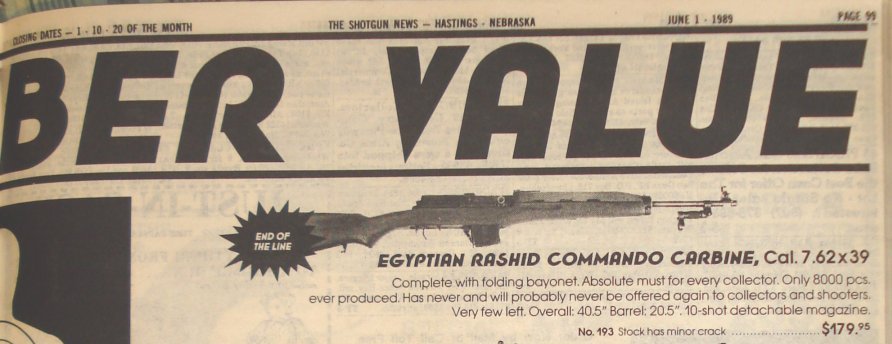 CLOSING DATES – 1 - 10 - 20 OF THE MONTH THE SHOTGUN NEWS – HASTINGS - NEBRASKA JUNE 1 - 1989 PAGE 99
BER VALUE
END OF
THE LINE
EGYPTIAN RASHID COMMANDO CARBINE, Cal. 7.62x39
Complete with folding bayonet. Absolute must for every collector. Only 8000 pcs.
ever produced. Has never and will probably never be offered again to collectors and shooters.
Very few left. Overall: 40.5" Barrel: 20.5". 10-shot detachable magazine.
No. 193 Stock has minor crack ........................ $179.95